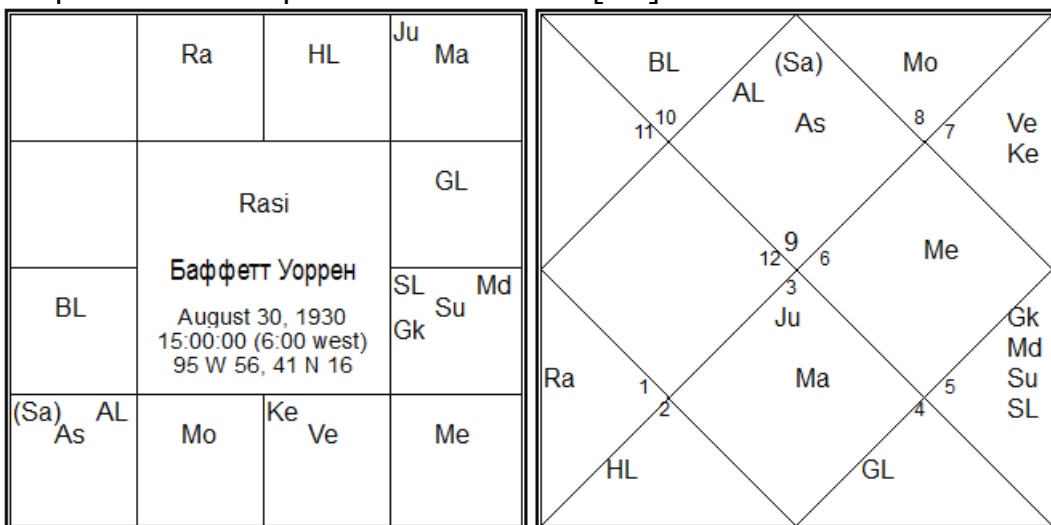 Ra
HL
Ju
Ma
Rasi
GL
Баффетт Уоррен
August 30, 1930
15:00:00 (6:00 west)
95 W 56, 41 N 16
BL
SL Md
Su
Gk
(Sa) AL
As
Mo
Ke
Ve
Me
BL
(Sa)
Mo
AL
As
11 10
8 7
Ve
Ke
9
12 6
3
Me
Ju
Ma
Gk
Md
Su
SL
Ra
1
2
5
4
HL
GL